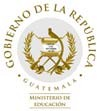 GOBIERNO DE LA REPÚBLICA
GUATEMALA
MINISTERIO DE
EDUCACIÓN